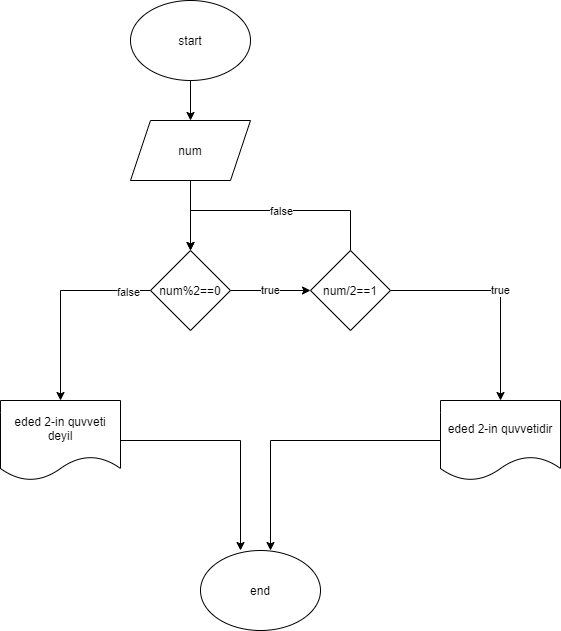 start
num
false
num%2==0
true
num/2==1
false
true
eded 2-in quvveti
deyil
eded 2-in quvvetidir
end